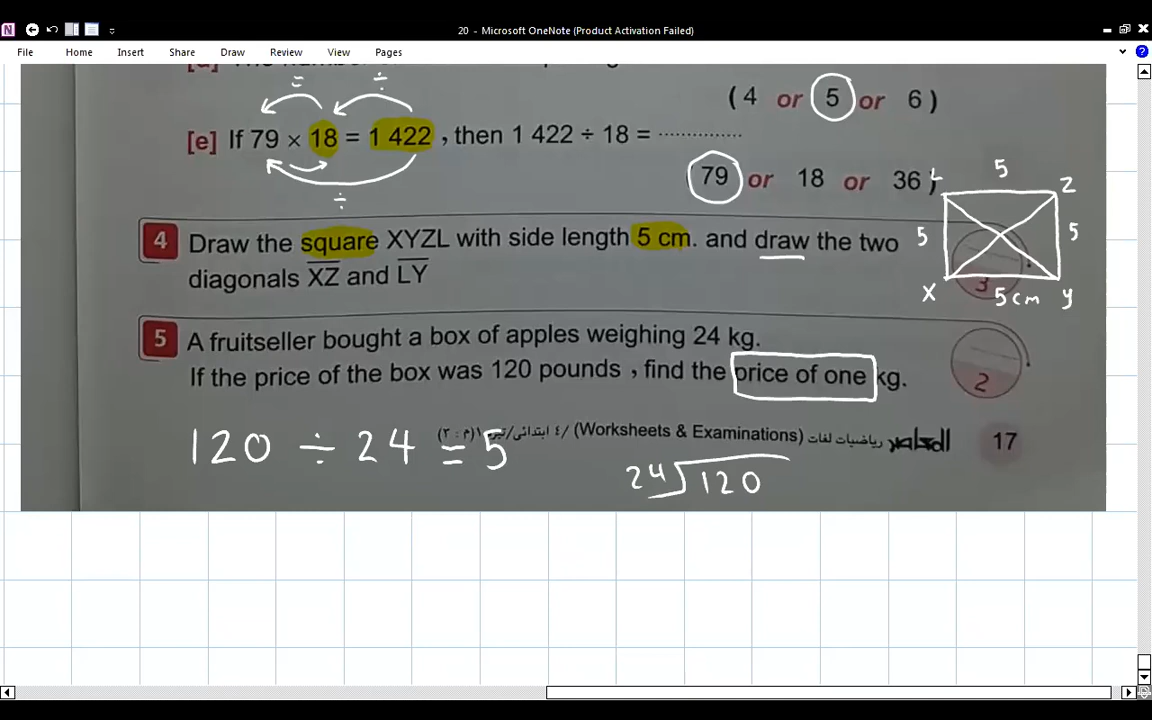 20 - Microsoft OneNote (Product Activation Failed)
File Home Insert Share Draw Review View Pages
= ÷
( 4 or 5 or 6 )
[e] If 79 × 18 = 1 422 , then 1 422 ÷ 18 = ...............
÷
79 or 18 or 36 )
L 5 Z
5 5
X 5 cm y
4 Draw the square XYZL with side length 5 cm. and draw the two
diagonals XZ and LY
3
5 A fruitseller bought a box of apples weighing 24 kg.
If the price of the box was 120 pounds , find the price of one kg.
2
120 ÷ 24 = 5
المحاصر رياضيات لغات (Worksheets & Examinations) /٤ ابتدائي 17
24 120